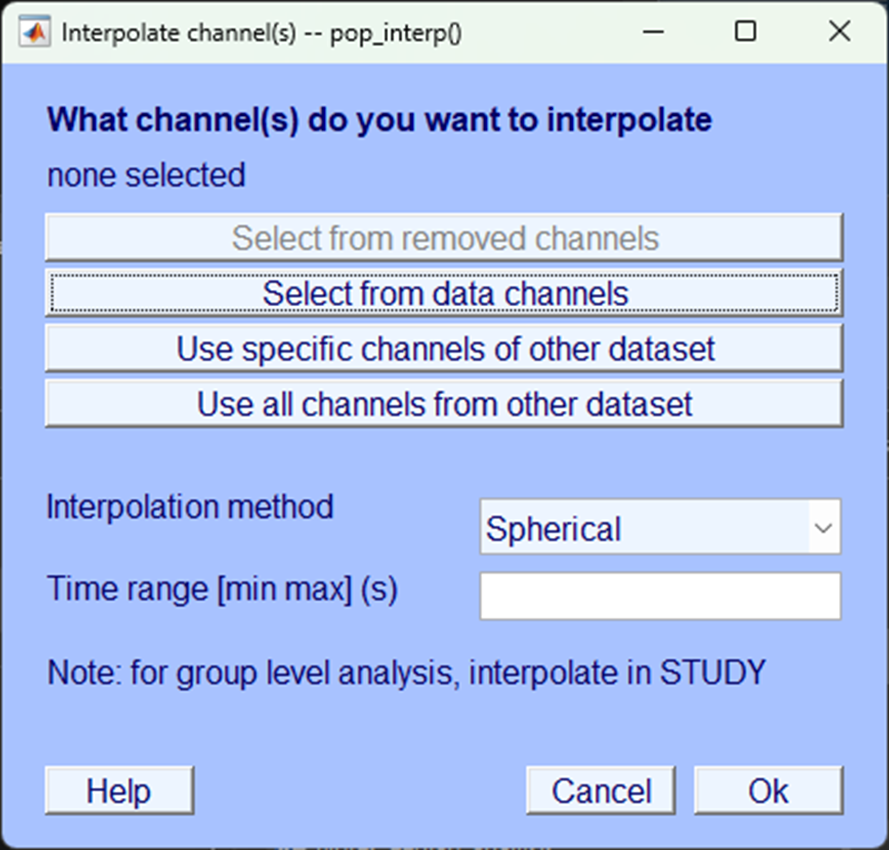 Interpolate channel(s) -- pop_interp()
What channel(s) do you want to interpolate
none selected
Select from removed channels
Select from data channels
Use specific channels of other dataset
Use all channels from other dataset
Interpolation method
Spherical
Time range [min max] (s)
Note: for group level analysis, interpolate in STUDY
Help
Cancel
Ok